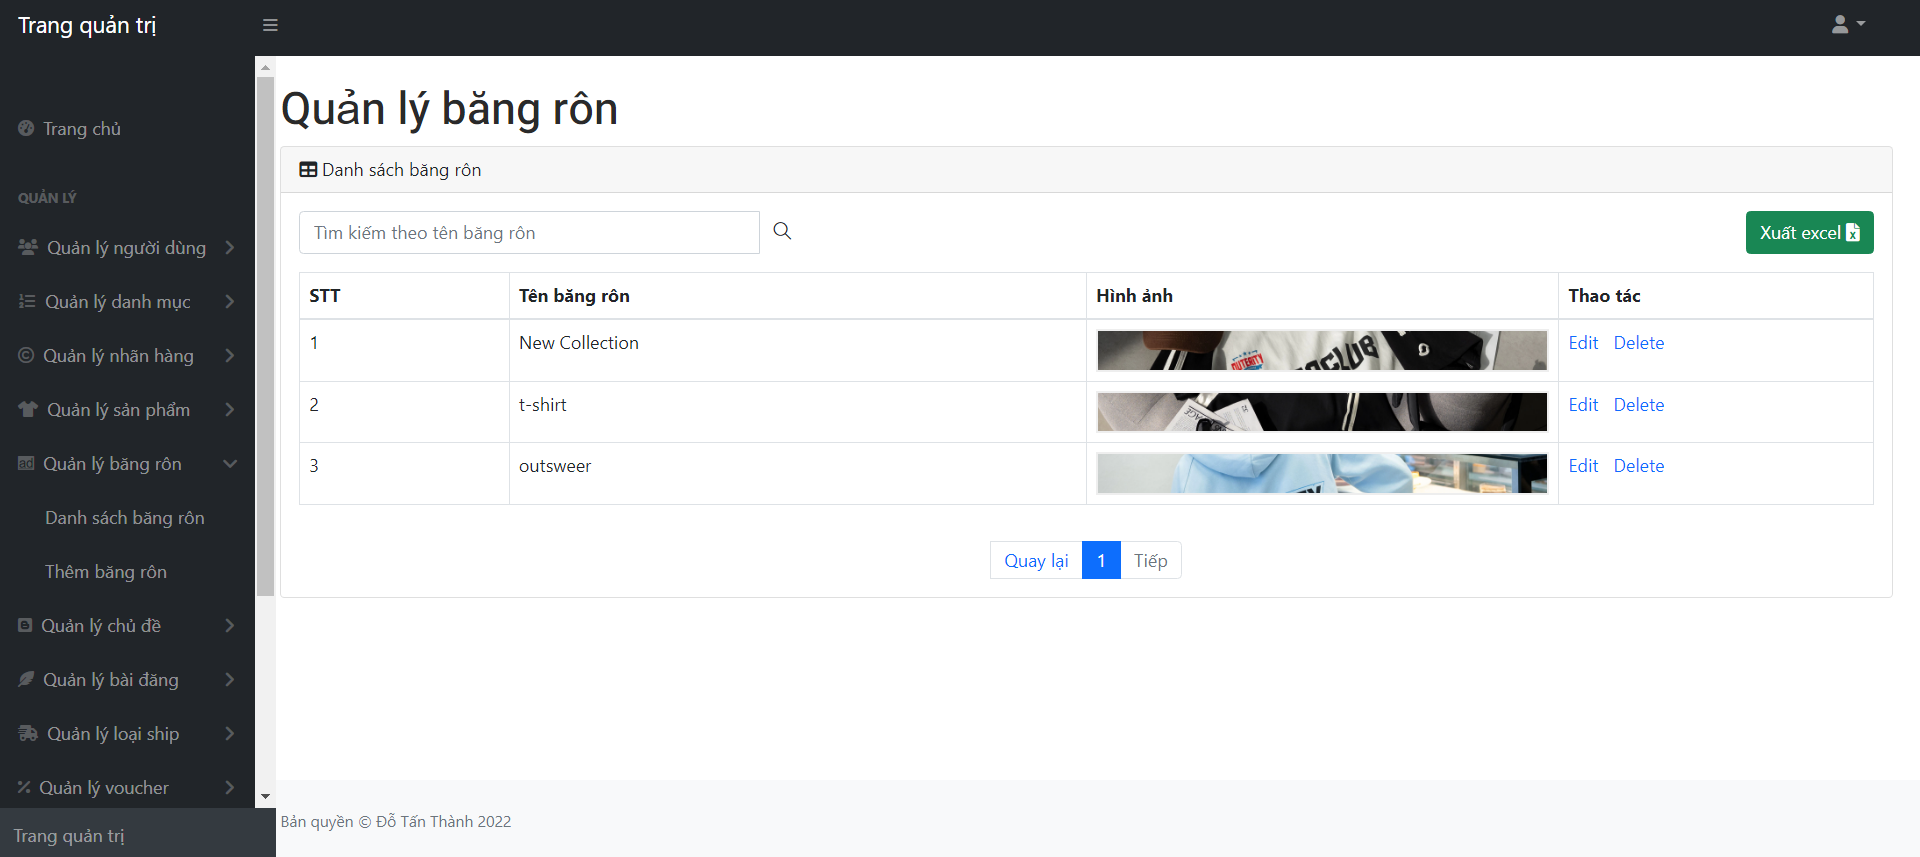 Trang quản trị
Trang chủ
QUẢN LÝ
Quản lý người dùng
Quản lý danh mục
Quản lý nhãn hàng
Quản lý sản phẩm
ad Quản lý băng rôn
Danh sách băng rôn
Thêm băng rôn
Quản lý chủ đề
Quản lý bài đăng
Quản lý loại ship
Quản lý voucher
Trang quản trị
Quản lý băng rôn
Danh sách băng rôn
Tìm kiếm theo tên băng rôn
Xuất excel
STT Tên băng rôn Hình ảnh Thao tác
1 New Collection Edit Delete
2 t-shirt Edit Delete
3 outsweer Edit Delete
Quay lại 1 Tiếp
Bản quyền © Đỗ Tấn Thành 2022